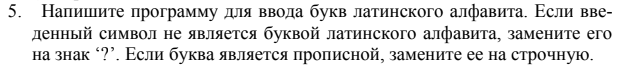 5. Напишите программу для ввода букв латинского алфавита. Если вве-
денный символ не является буквой латинского алфавита, замените его
на знак ‘?’. Если буква является прописной, замените ее на строчную.